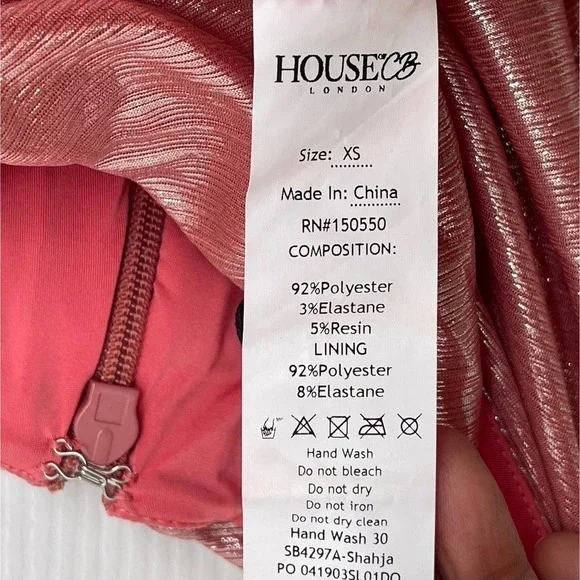 HOUSE OF CB
LONDON
Size: XS
Made In: China
RN#150550
COMPOSITION:
92%Polyester
3%Elastane
5%Resin
LINING
92%Polyester
8%Elastane
Hand Wash
Do not bleach
Do not dry
Do not iron
Do not dry clean
Hand Wash 30
SB4297A-Shahja
PO 041903SL01DO